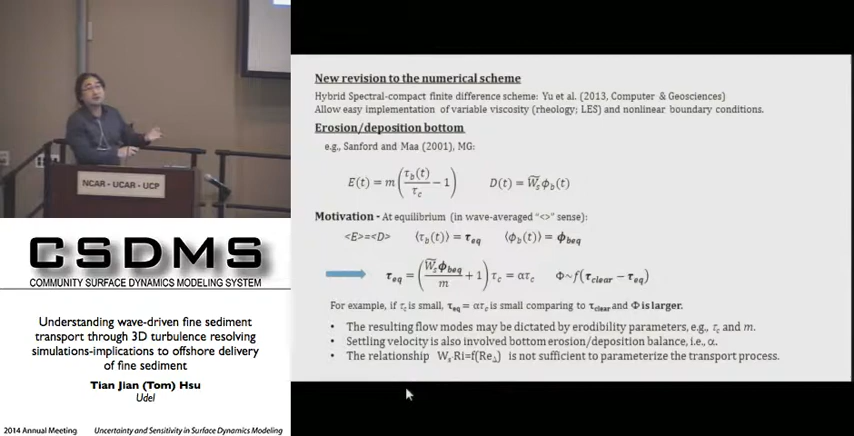 NCAR - UCAR - UCP
CSDMS
COMMUNITY SURFACE DYNAMICS MODELING SYSTEM
Understanding wave-driven fine sediment
transport through 3D turbulence resolving
simulations-implications to offshore delivery
of fine sediment
Tian Jian (Tom) Hsu
Udel
2014 Annual Meeting Uncertainty and Sensitivity in Surface Dynamics Modeling
New revision to the numerical scheme
Hybrid Spectral-compact finite difference scheme: Yu et al. (2013, Computer & Geosciences)
Allow easy implementation of variable viscosity (rheology; LES) and nonlinear boundary conditions.
Erosion/deposition bottom
e.g., Sanford and Maa (2001), MG:
E(t) = m(τb(t)/τc − 1) D(t) = W̃sϕb(t)
Motivation - At equilibrium (in wave-averaged “<>” sense):
<E>=<D> ⟨τb(t)⟩ = τeq ⟨ϕb(t)⟩ = ϕbeq
τeq = (W̃sϕbeq/m + 1) τc = ατc Φ~f(τclear − τeq)
For example, if τc is small, τeq = ατc is small comparing to τclear and Φ is larger.
• The resulting flow modes may be dictated by erodibility parameters, e.g., τc and m.
• Settling velocity is also involved bottom erosion/deposition balance, i.e., α.
• The relationship WsRi=f(ReΔ) is not sufficient to parameterize the transport process.